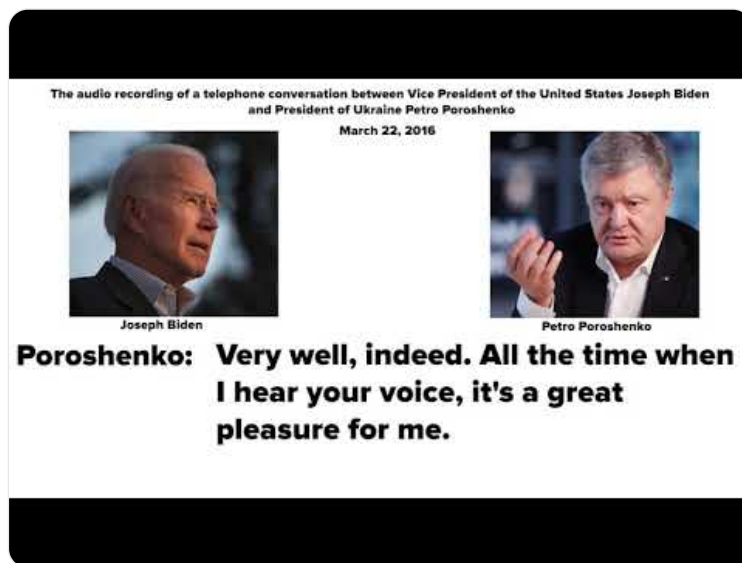 The audio recording of a telephone conversation between Vice President of the United States Joseph Biden
and President of Ukraine Petro Poroshenko
March 22, 2016
Joseph Biden
Petro Poroshenko
Poroshenko: Very well, indeed. All the time when
I hear your voice, it's a great
pleasure for me.